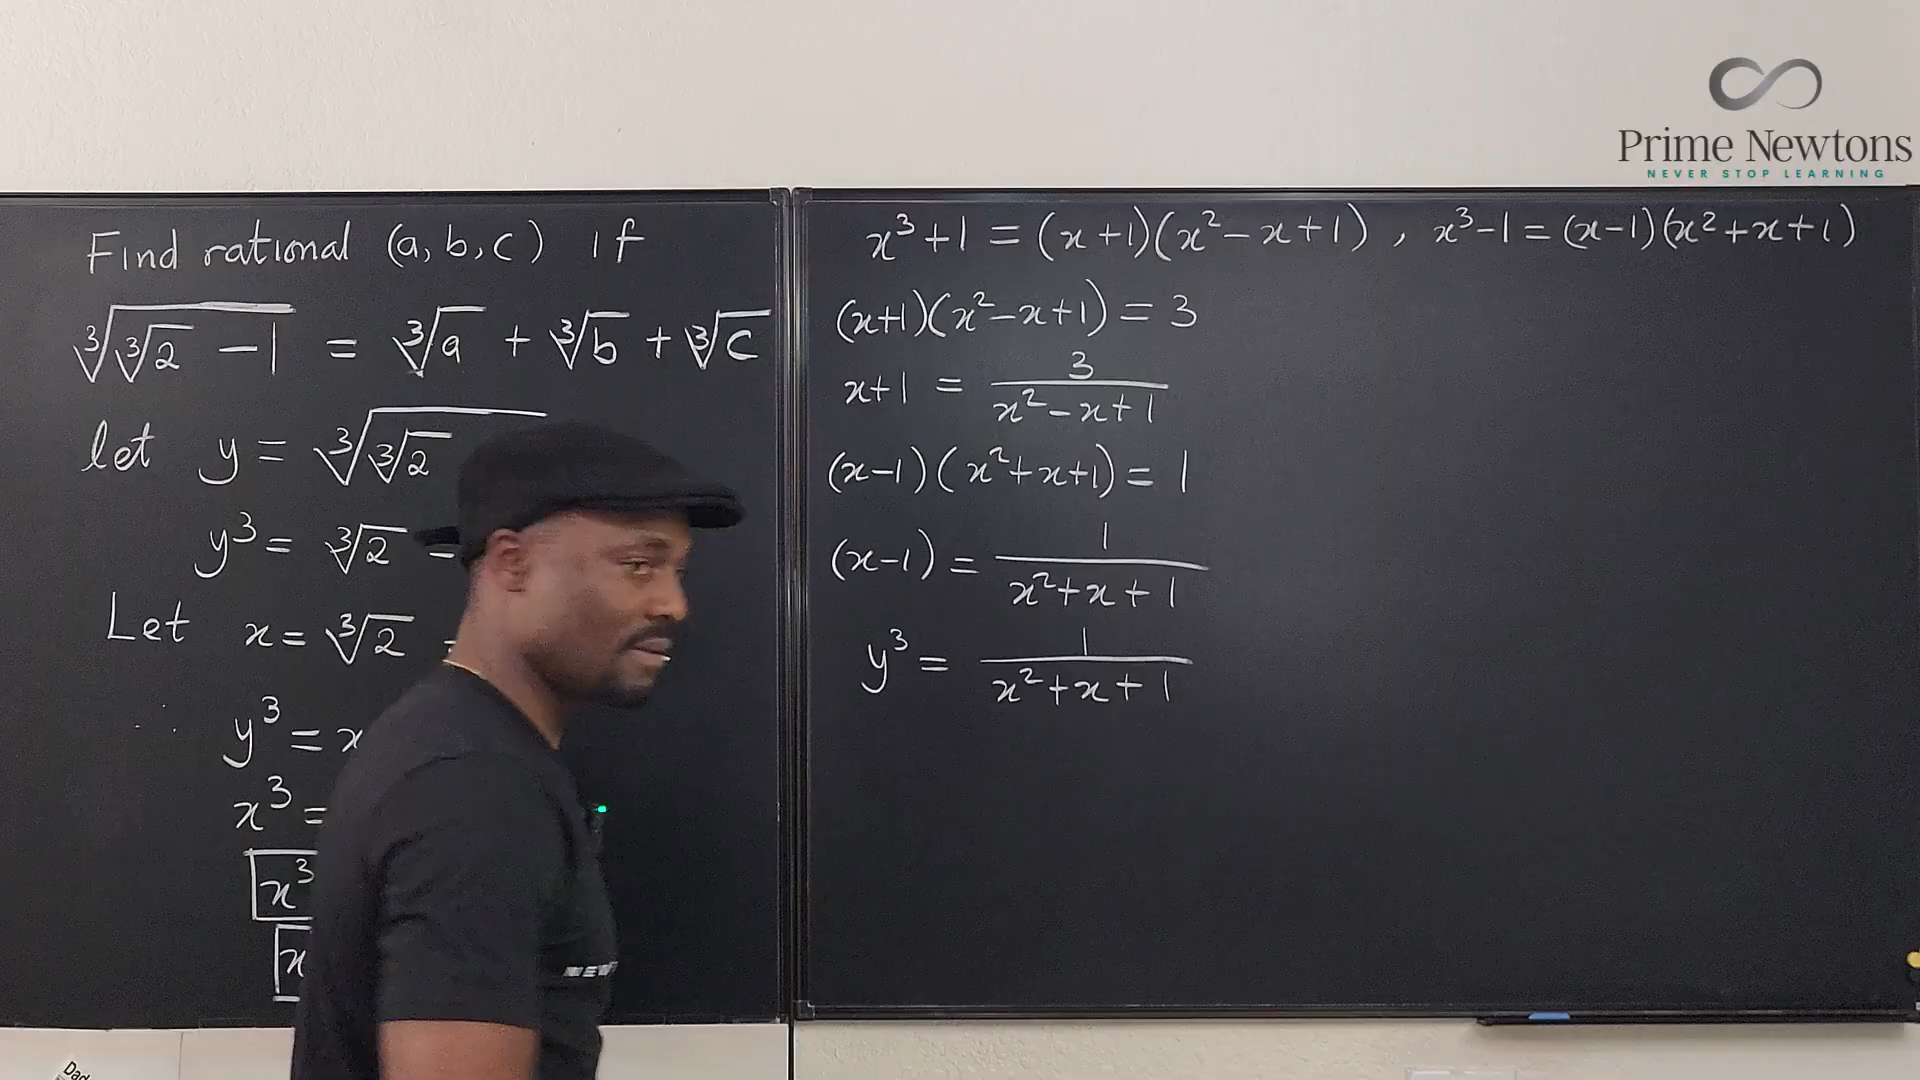 Prime Newtons
NEVER STOP LEARNING
Find rational (a, b, c) if
∛(∛2 - 1) = ∛a + ∛b + ∛c
let y = ∛(∛2
y³ = ∛2 -
Let x = ∛2
∴ y³ = x
x³ =
x³
x
x³+1 = (x+1)(x²-x+1), x³-1 = (x-1)(x²+x+1)
(x+1)(x²-x+1) = 3
x+1 = 3/(x²-x+1)
(x-1)(x²+x+1) = 1
(x-1) = 1/(x²+x+1)
y³ = 1/(x²+x+1)
Dad